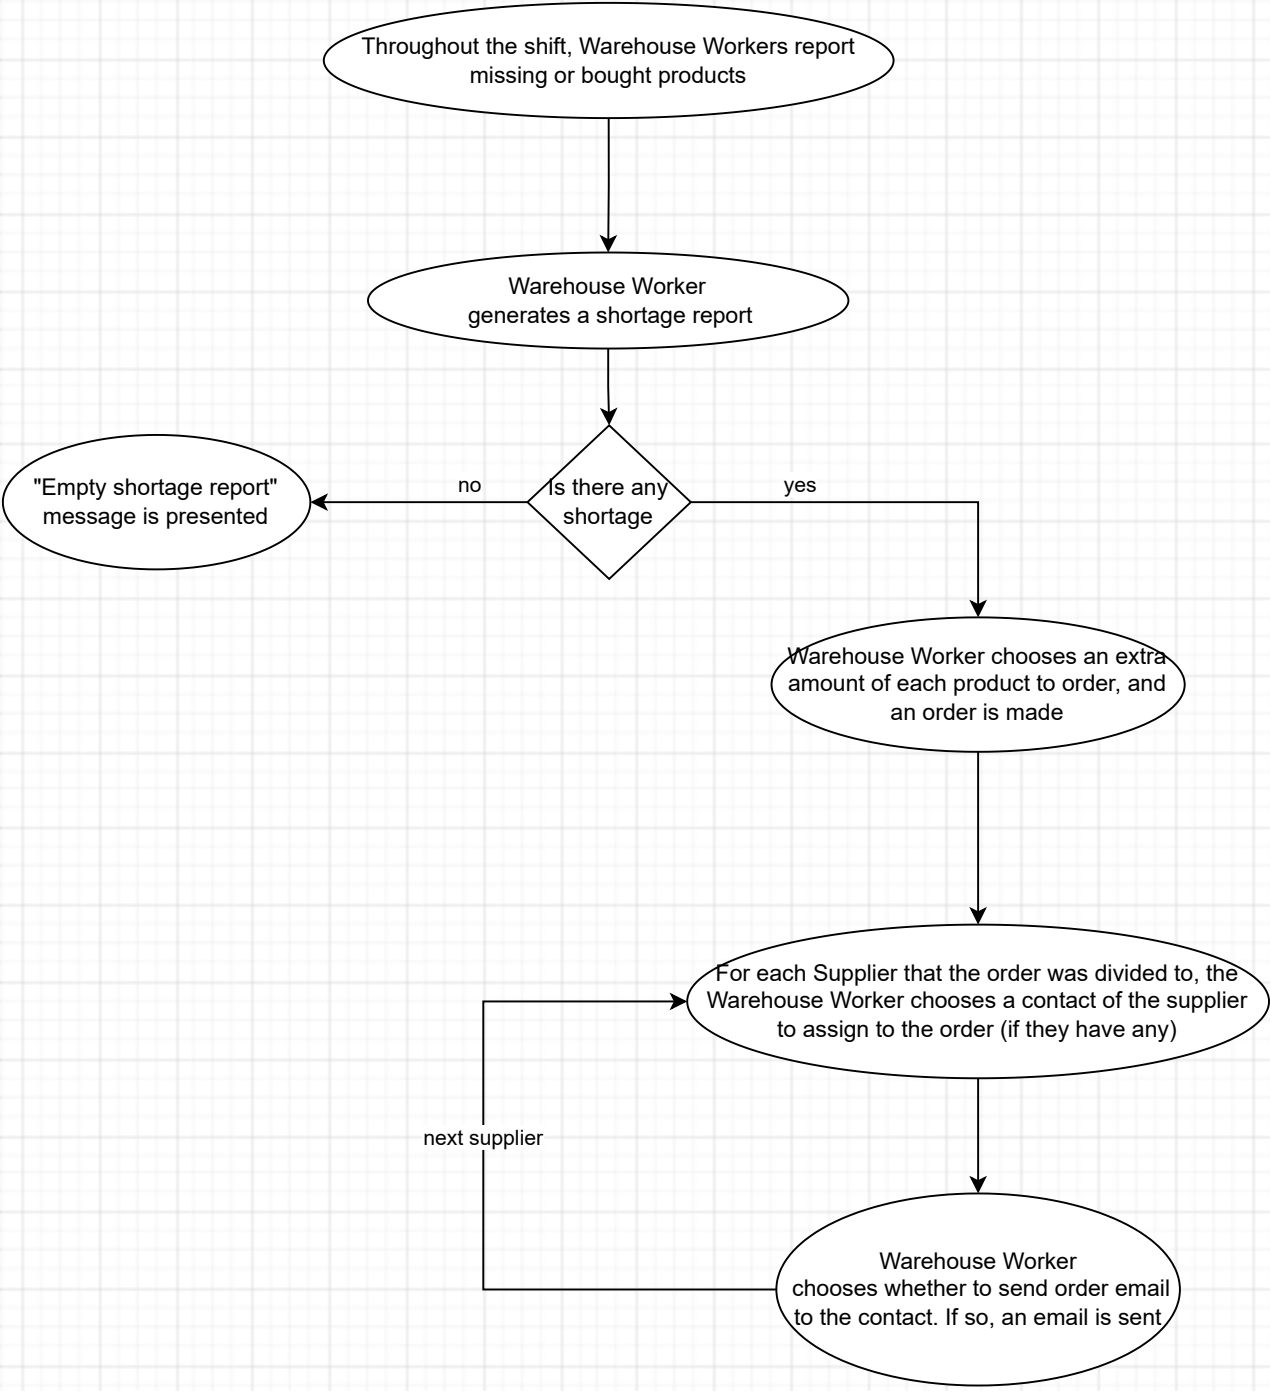 Throughout the shift, Warehouse Workers report
missing or bought products
Warehouse Worker
generates a shortage report
"Empty shortage report"
message is presented
no
Is there any
shortage
yes
Warehouse Worker chooses an extra
amount of each product to order, and
an order is made
For each Supplier that the order was divided to, the
Warehouse Worker chooses a contact of the supplier
to assign to the order (if they have any)
next supplier
Warehouse Worker
chooses whether to send order email
to the contact. If so, an email is sent